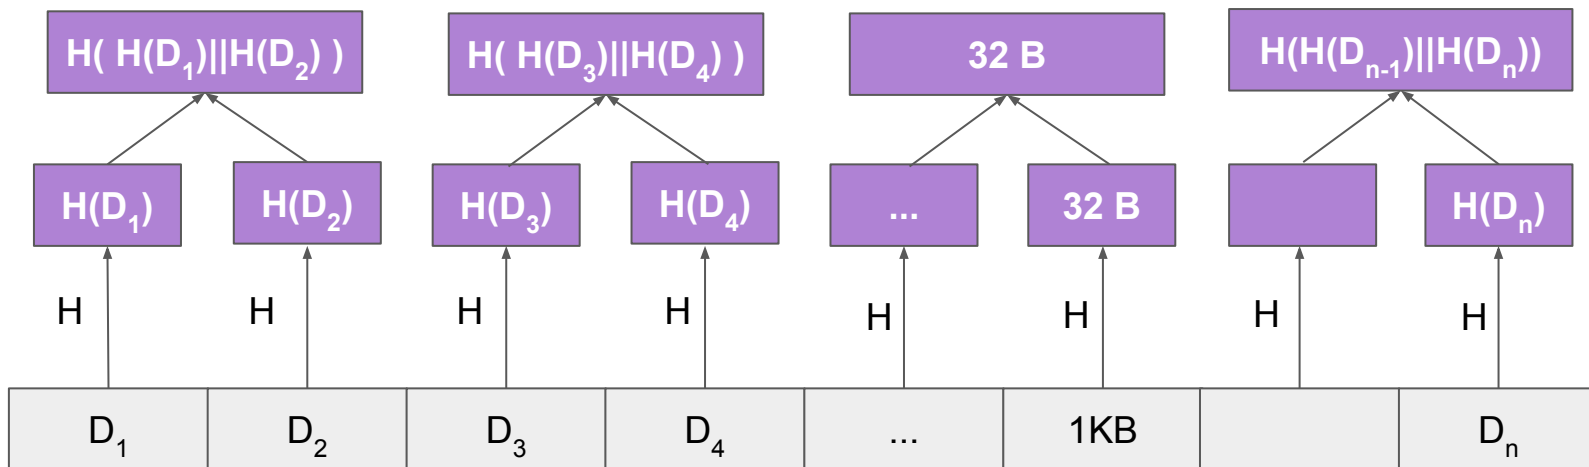 H( H(D₁)||H(D₂) )
H( H(D₃)||H(D₄) )
32 B
H(H(Dₙ₋₁)||H(Dₙ))
H(D₁)
H(D₂)
H(D₃)
H(D₄)
...
32 B
H(Dₙ)
H
H
H
H
H
H
H
H
D₁
D₂
D₃
D₄
...
1KB
Dₙ